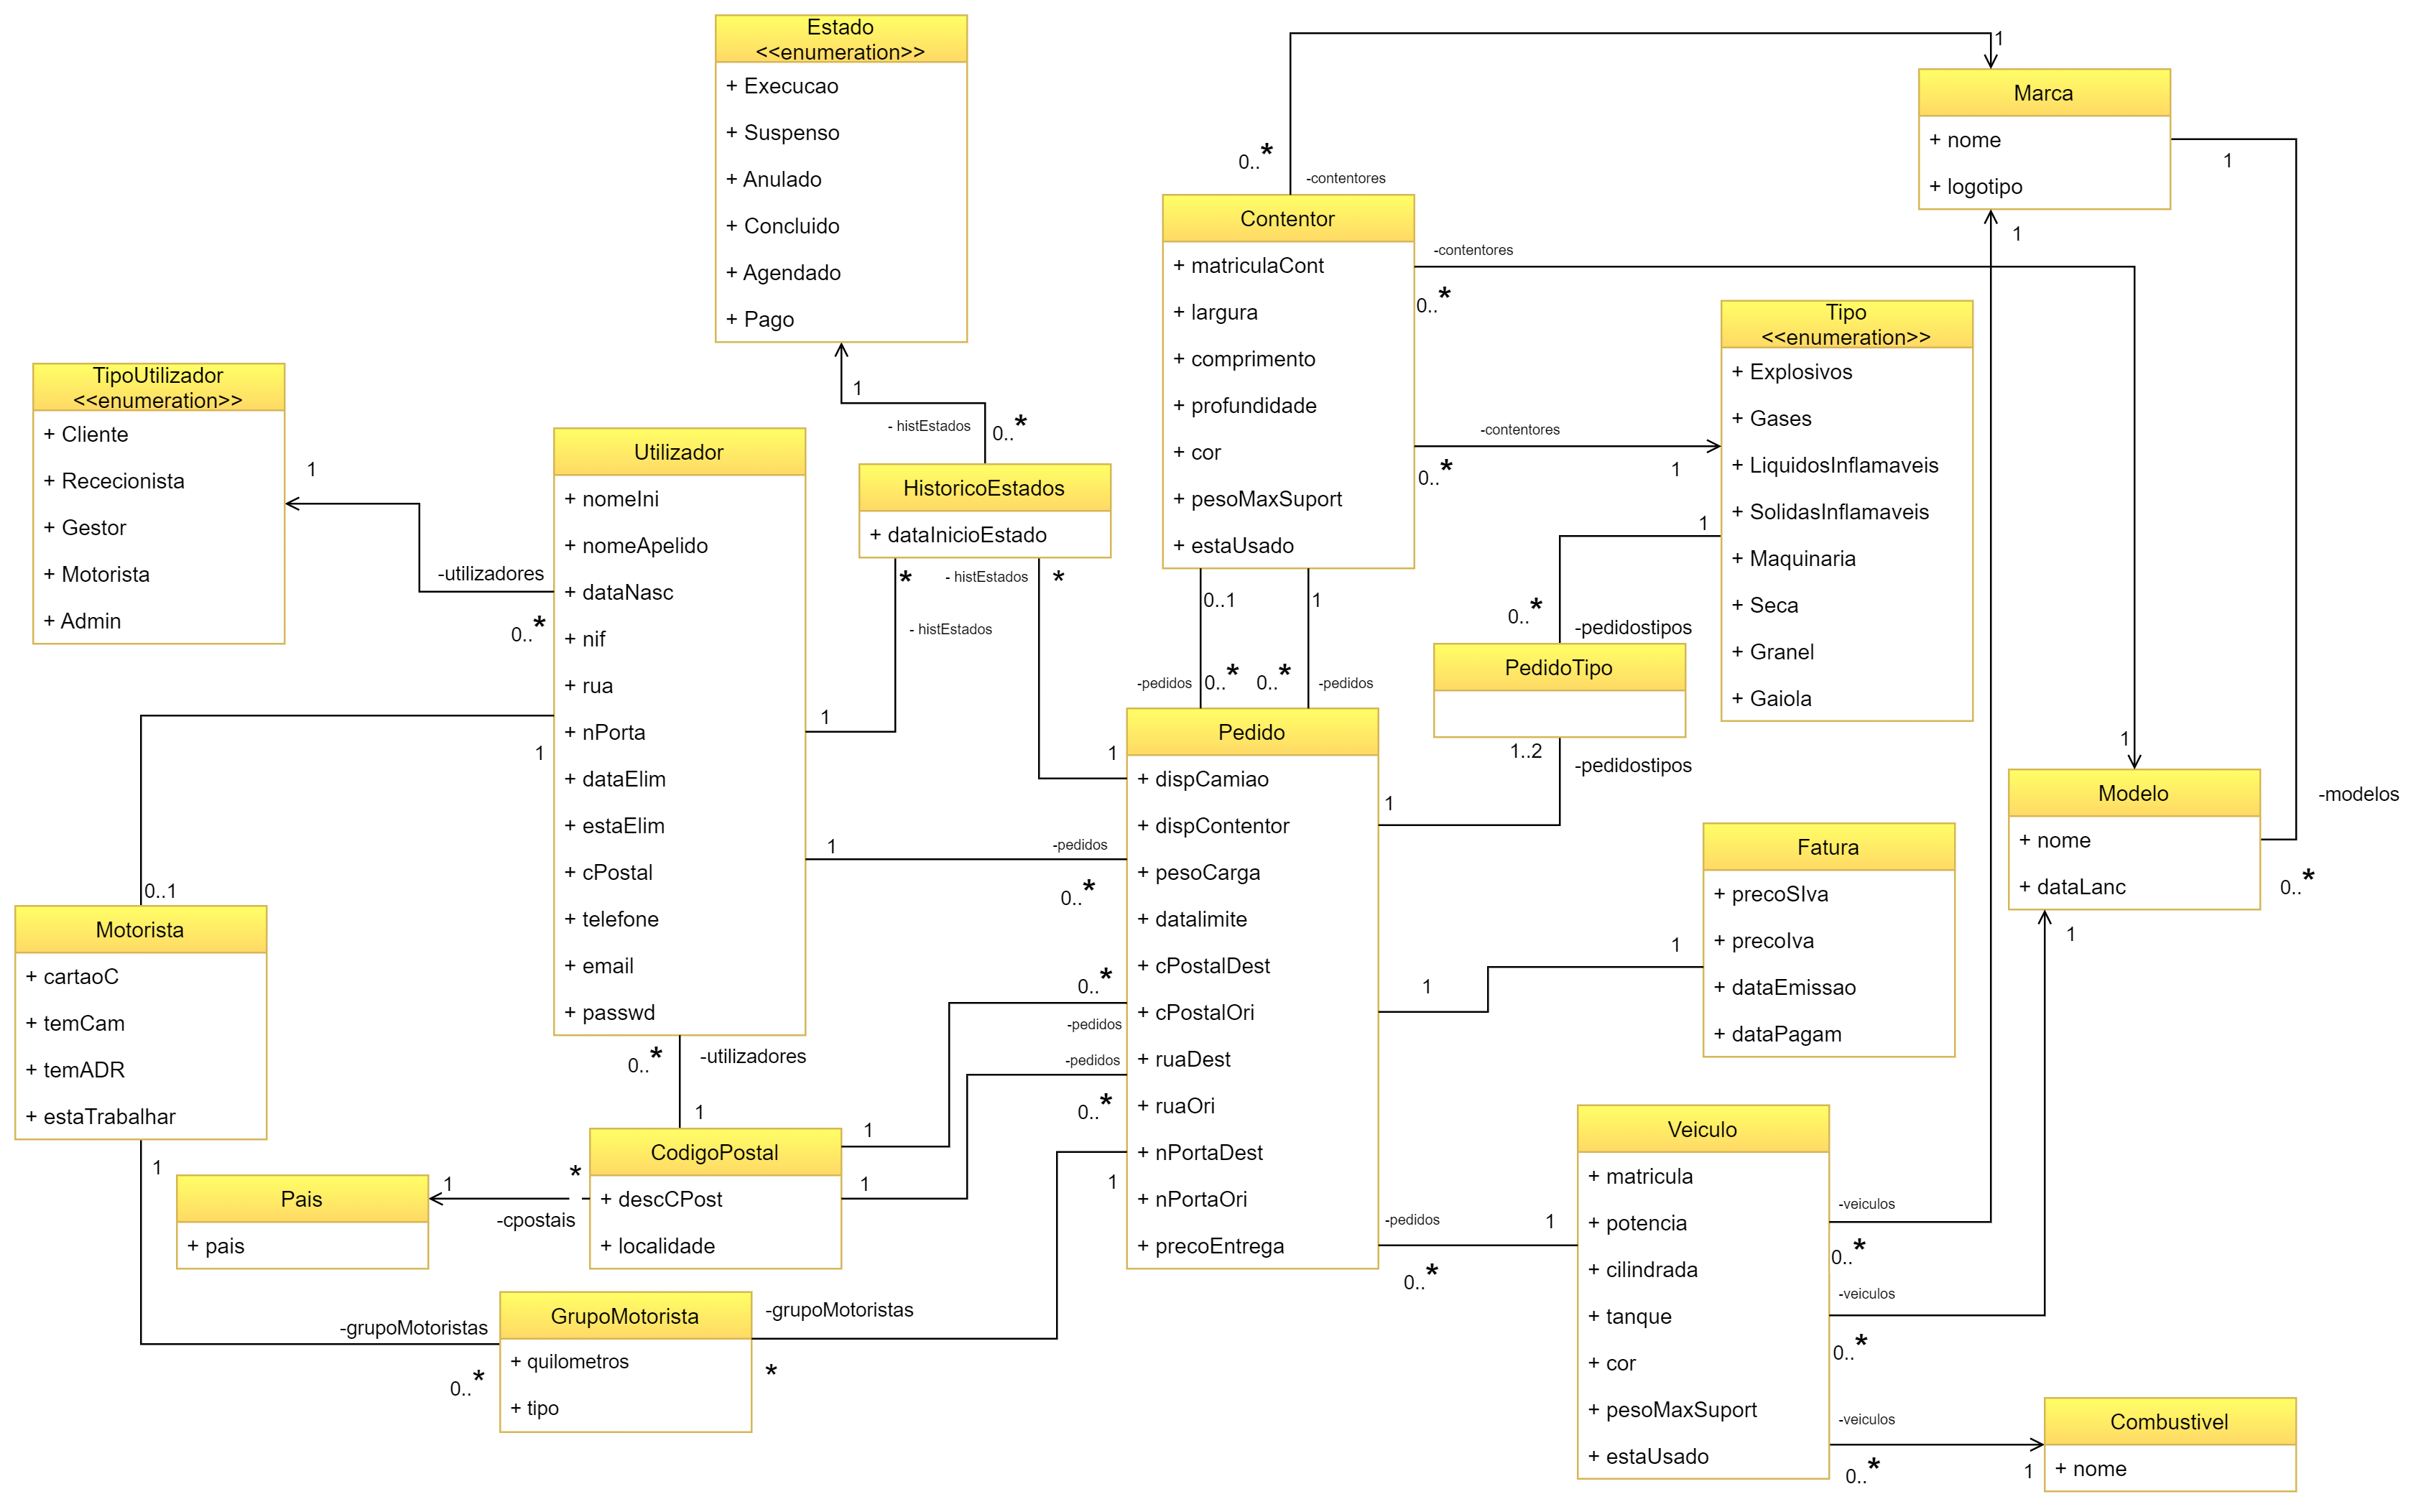 Estado
<<enumeration>>
+ Execucao
+ Suspenso
+ Anulado
+ Concluido
+ Agendado
+ Pago
1
- histEstados
0..*
TipoUtilizador
<<enumeration>>
+ Cliente
+ Rececionista
+ Gestor
+ Motorista
+ Admin
1
-utilizadores
0..*
Utilizador
+ nomeIni
+ nomeApelido
+ dataNasc
+ nif
+ rua
+ nPorta
+ dataElim
+ estaElim
+ cPostal
+ telefone
+ email
+ passwd
1
0..1
HistoricoEstados
+ dataInicioEstado
*
- histEstados
*
- histEstados
1
1
1
-pedidos
0..*
Contentor
+ matriculaCont
+ largura
+ comprimento
+ profundidade
+ cor
+ pesoMaxSuport
+ estaUsado
0..*
-contentores
1
-contentores
0..*
1
-contentores
0..*
1
0..1
1
-pedidos
0..*
0..*
-pedidos
Marca
+ nome
+ logotipo
1
1
Tipo
<<enumeration>>
+ Explosivos
+ Gases
+ LiquidosInflamaveis
+ SolidasInflamaveis
+ Maquinaria
+ Seca
+ Granel
+ Gaiola
1
0..*
-pedidostipos
PedidoTipo
1..2
-pedidostipos
1
Pedido
+ dispCamiao
+ dispContentor
+ pesoCarga
+ datalimite
+ cPostalDest
+ cPostalOri
+ ruaDest
+ ruaOri
+ nPortaDest
+ nPortaOri
+ precoEntrega
Modelo
+ nome
+ dataLanc
-modelos
0..*
1
Fatura
+ precoSIva
+ precoIva
+ dataEmissao
+ dataPagam
1
1
Motorista
+ cartaoC
+ temCam
+ temADR
+ estaTrabalhar
1
0..*
-utilizadores
1
0..*
-pedidos
-pedidos
0..*
1
1
CodigoPostal
+ descCPost
+ localidade
Pais
+ pais
1
*
-cpostais
GrupoMotorista
+ quilometros
+ tipo
-grupoMotoristas
0..*
-grupoMotoristas
*
1
Veiculo
+ matricula
+ potencia
+ cilindrada
+ tanque
+ cor
+ pesoMaxSuport
+ estaUsado
-pedidos
0..*
1
-veiculos
0..*
-veiculos
0..*
-veiculos
0..*
1
Combustivel
+ nome